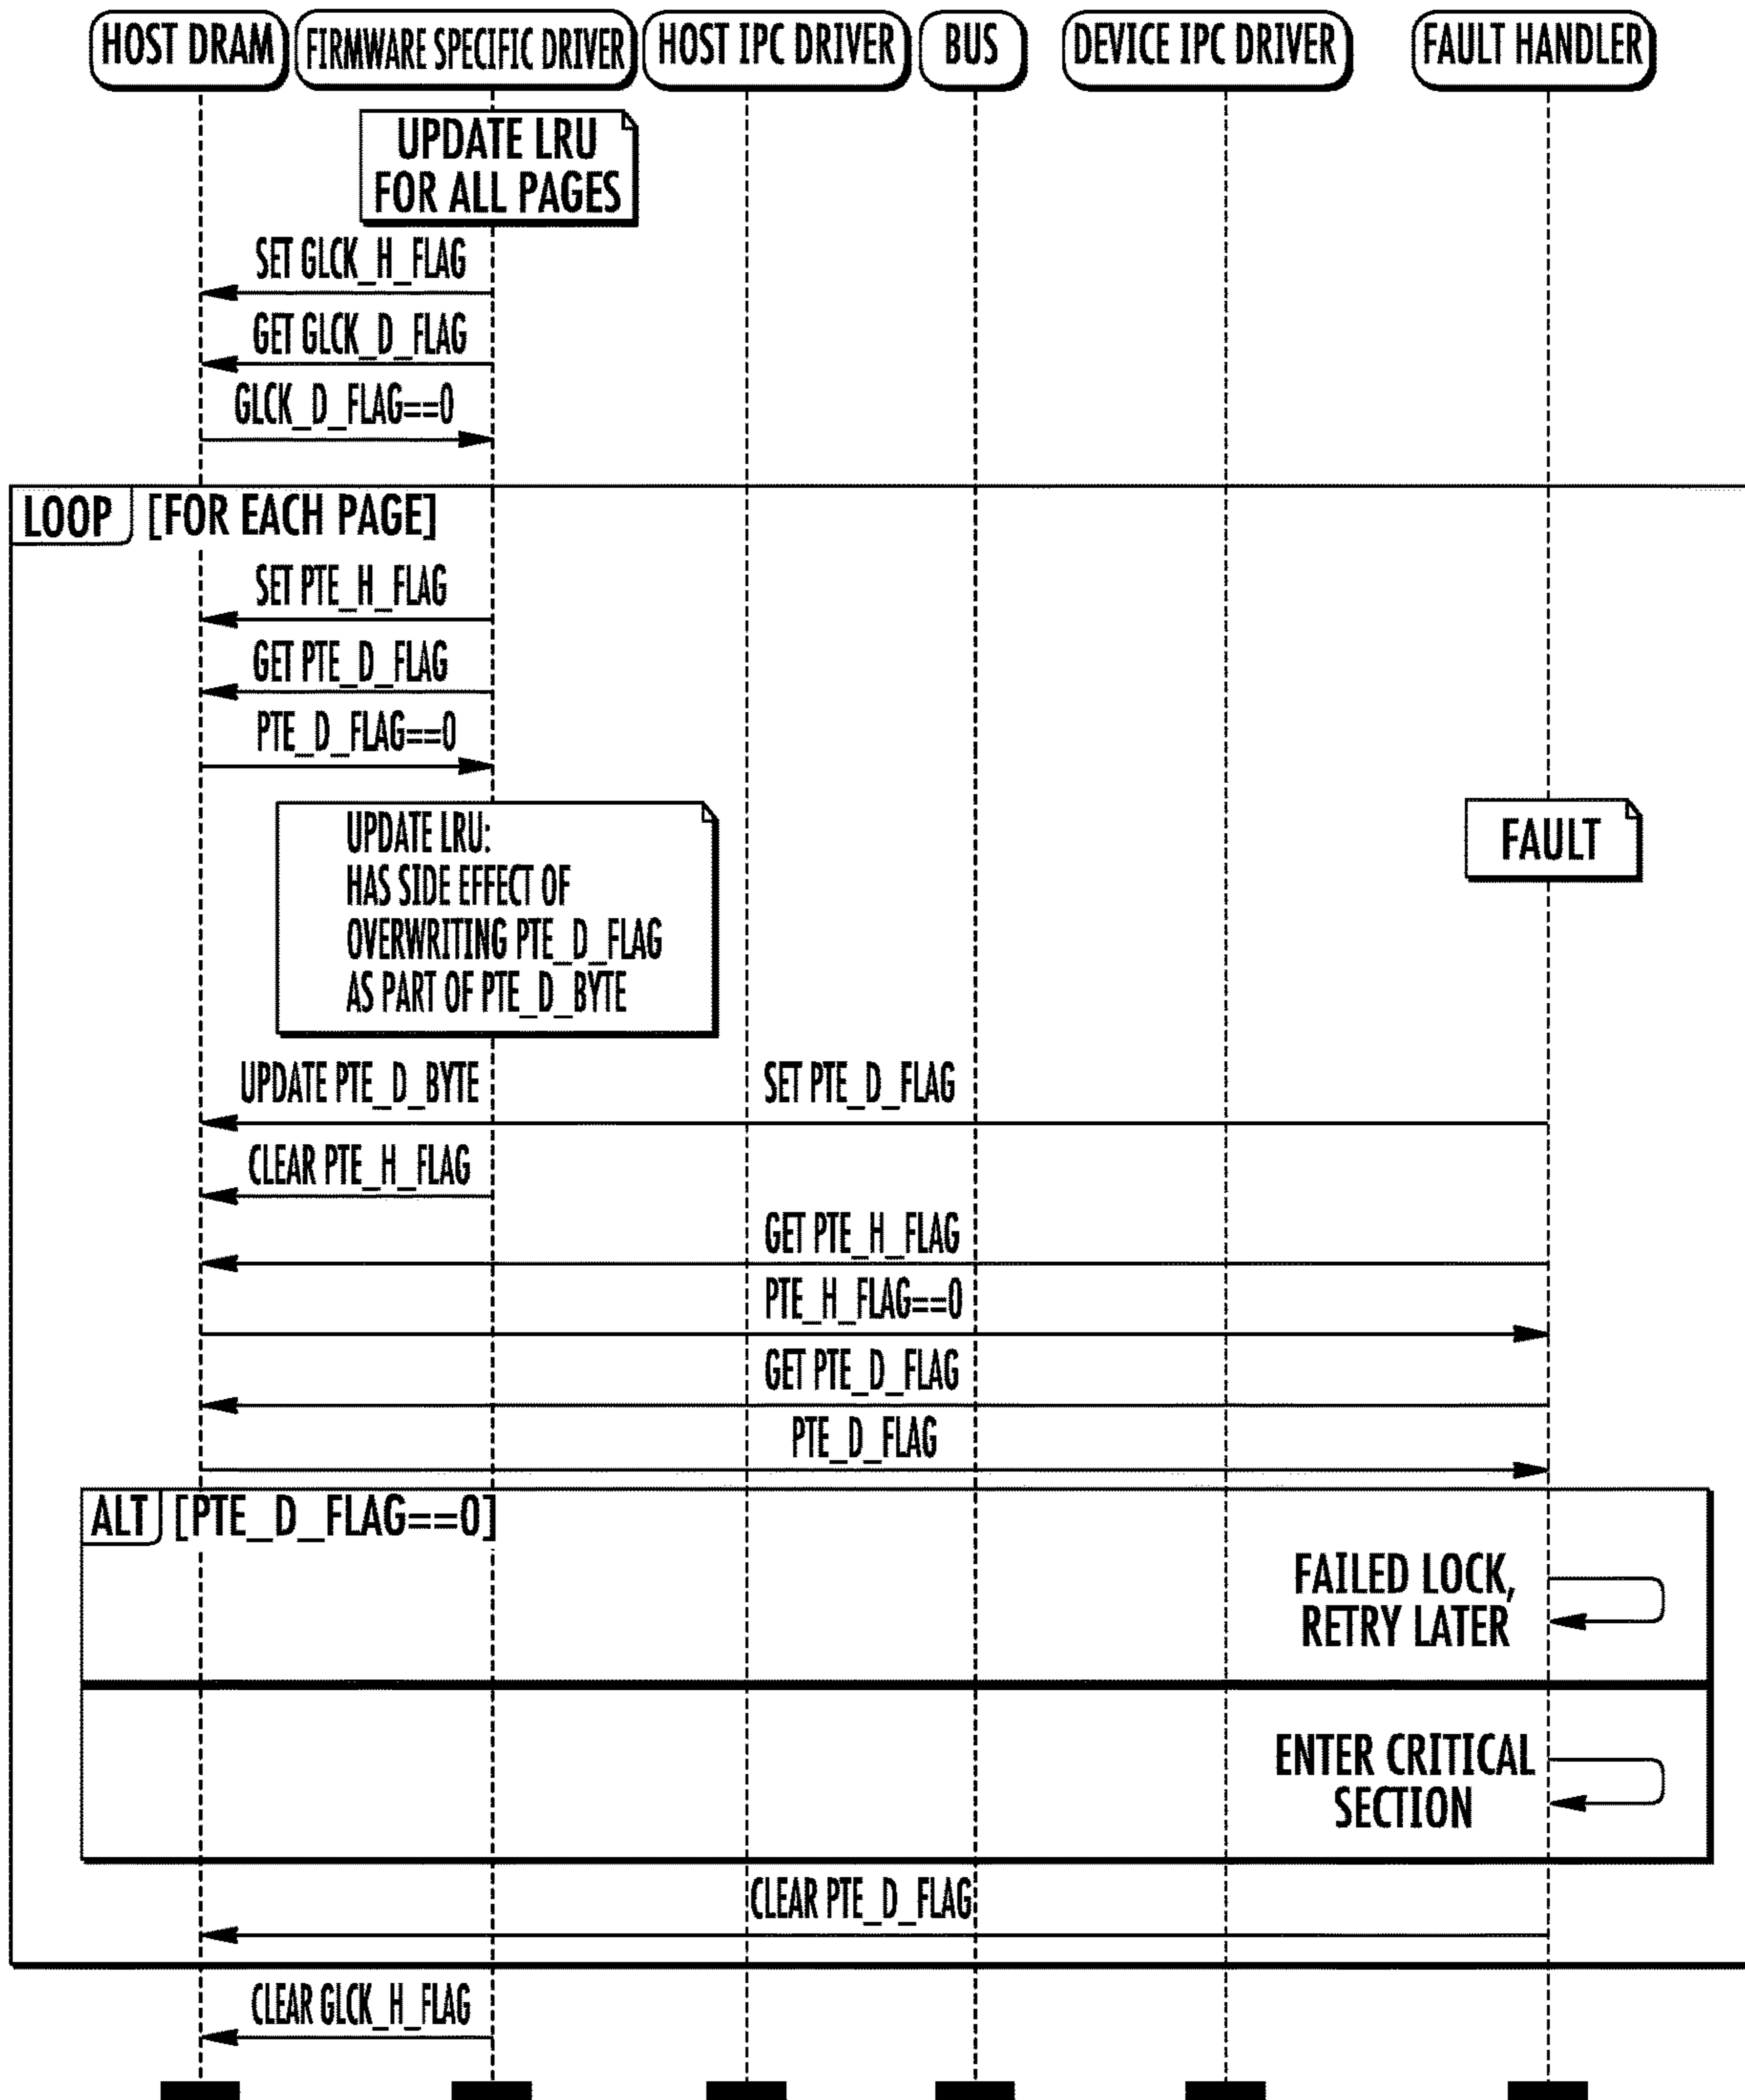 HOST DRAM
FIRMWARE SPECIFIC DRIVER
HOST IPC DRIVER
BUS
DEVICE IPC DRIVER
FAULT HANDLER
UPDATE LRU
FOR ALL PAGES
SET GLCK_H_FLAG
GET GLCK_D_FLAG
GLCK_D_FLAG==0
LOOP [FOR EACH PAGE]
SET PTE_H_FLAG
GET PTE_D_FLAG
PTE_D_FLAG==0
UPDATE LRU:
HAS SIDE EFFECT OF
OVERWRITING PTE_D_FLAG
AS PART OF PTE_D_BYTE
FAULT
UPDATE PTE_D_BYTE
SET PTE_D_FLAG
CLEAR PTE_H_FLAG
GET PTE_H_FLAG
PTE_H_FLAG==0
GET PTE_D_FLAG
PTE_D_FLAG
ALT [PTE_D_FLAG==0]
FAILED LOCK,
RETRY LATER
ENTER CRITICAL
SECTION
CLEAR PTE_D_FLAG
CLEAR GLCK_H_FLAG